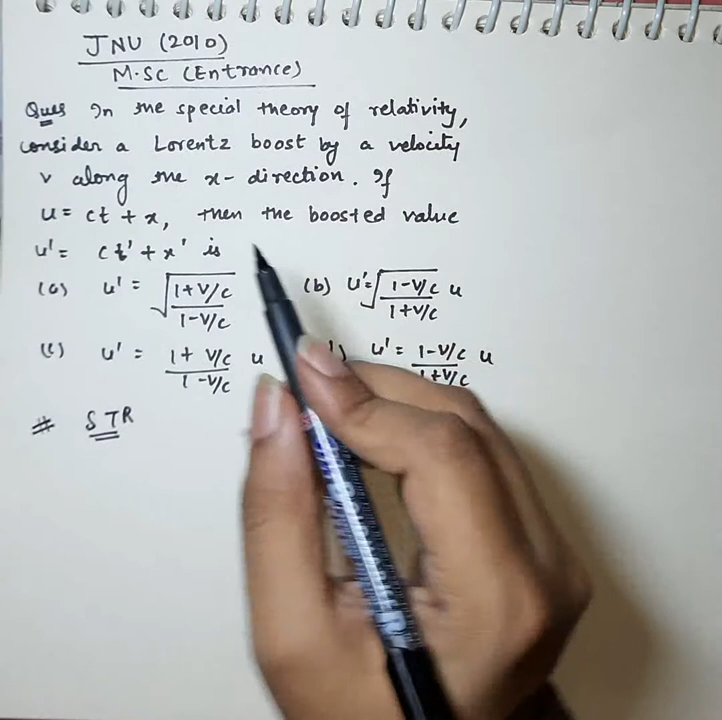 JNU (2010)
M.Sc (Entrance)
Ques In the special theory of relativity,
consider a Lorentz boost by a velocity
v along the x-direction. If
u = ct + x, then the boosted value
u' = ct' + x' is
(a) u' = √(1+v/c / 1-v/c) (b) u' = √(1-v/c / 1+v/c) u
(c) u' = 1+v/c / 1-v/c u ) u' = 1-v/c / 1+v/c u
# STR